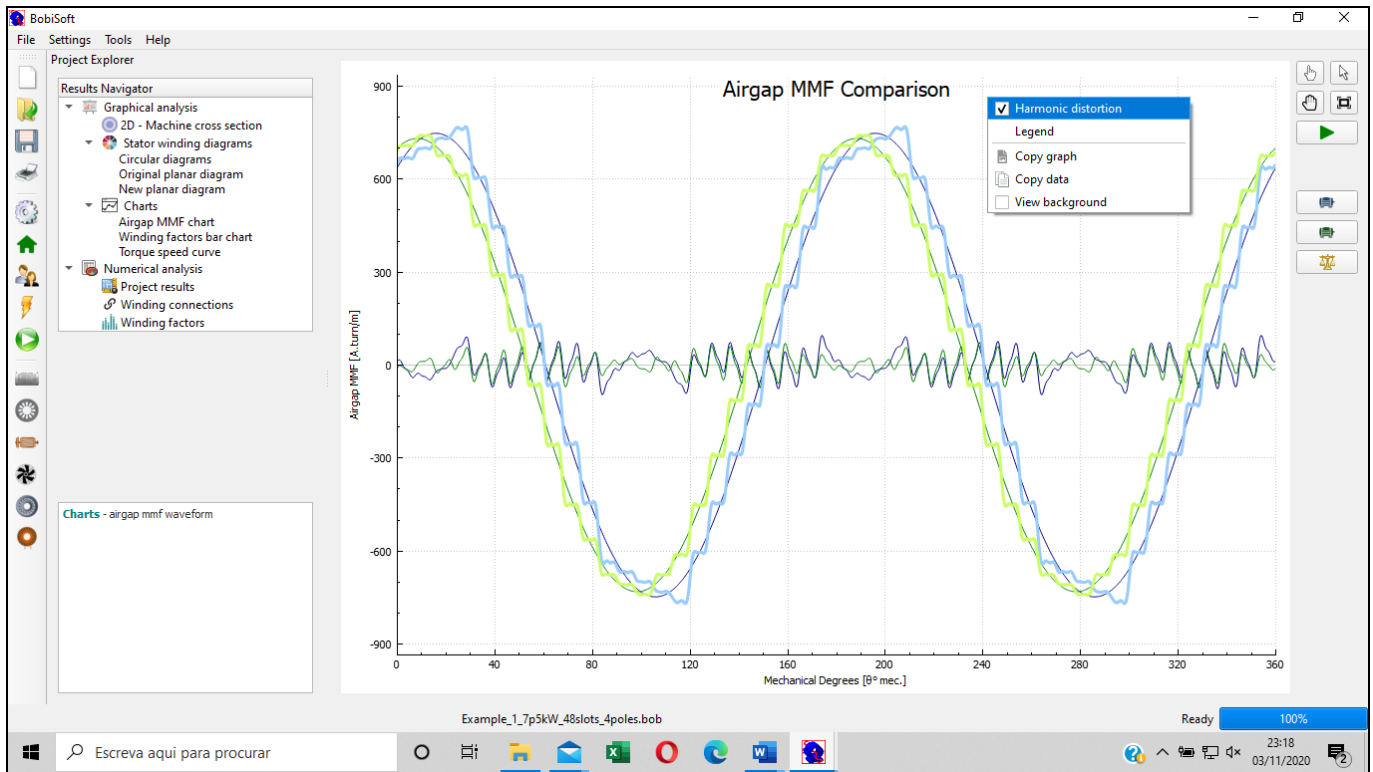 BobiSoft
File Settings Tools Help
Project Explorer
Results Navigator
Graphical analysis
2D - Machine cross section
Stator winding diagrams
Circular diagrams
Original planar diagram
New planar diagram
Charts
Airgap MMF chart
Winding factors bar chart
Torque speed curve
Numerical analysis
Project results
Winding connections
Winding factors
Charts - airgap mmf waveform
Airgap MMF Comparison
Harmonic distortion
Legend
Copy graph
Copy data
View background
Airgap MMF [A.turn/m]
900
600
300
0
-300
-600
-900
0 40 80 120 160 200 240 280 320 360
Mechanical Degrees [θº mec.]
Example_1_7p5kW_48slots_4poles.bob
Ready
100%
Escreva aqui para procurar
23:18
03/11/2020
2